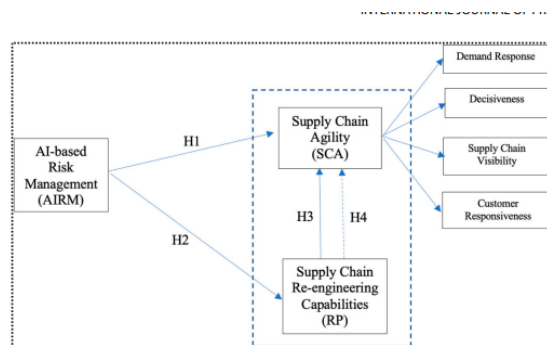 Demand Response
Decisiveness
Supply Chain
Visibility
Customer
Responsiveness
Supply Chain
Agility
(SCA)
AI-based
Risk
Management
(AIRM)
H1
H2
H3
H4
Supply Chain
Re-engineering
Capabilities
(RP)